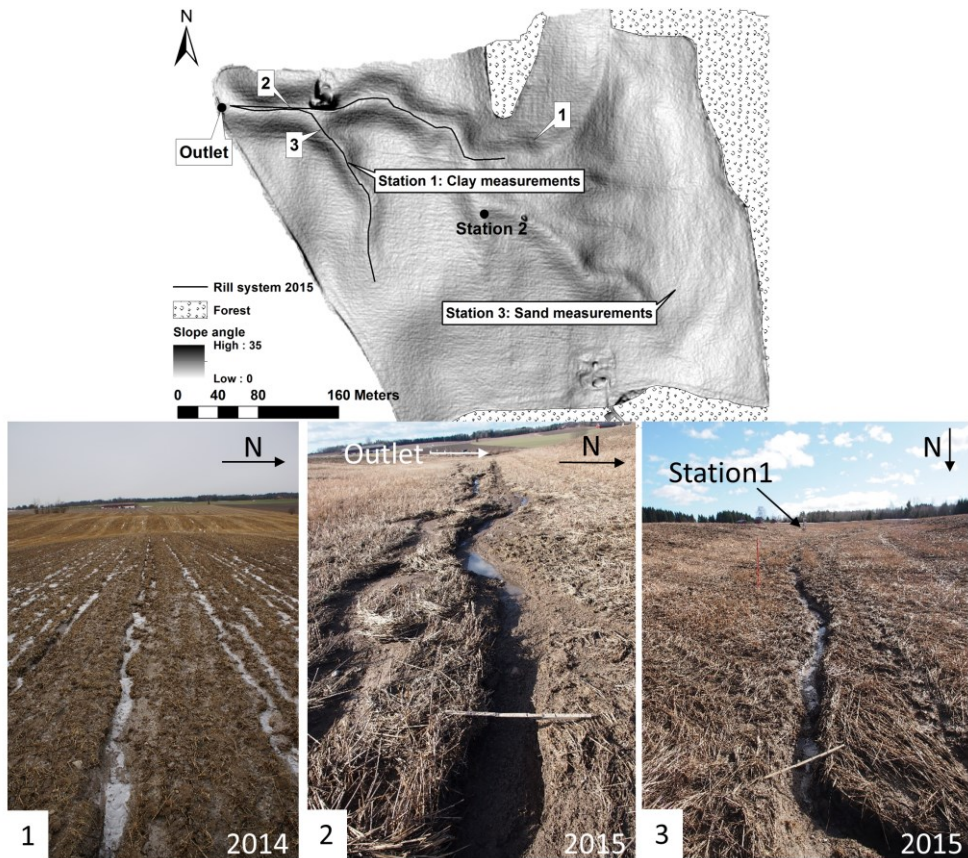 N
2
1
3
Outlet
Station 1: Clay measurements
Station 2
Rill system 2015
Forest
Station 3: Sand measurements
Slope angle
High : 35
Low : 0
0 40 80 160 Meters
N
1
2014
Outlet
N
2
2015
N
Station1
3
2015